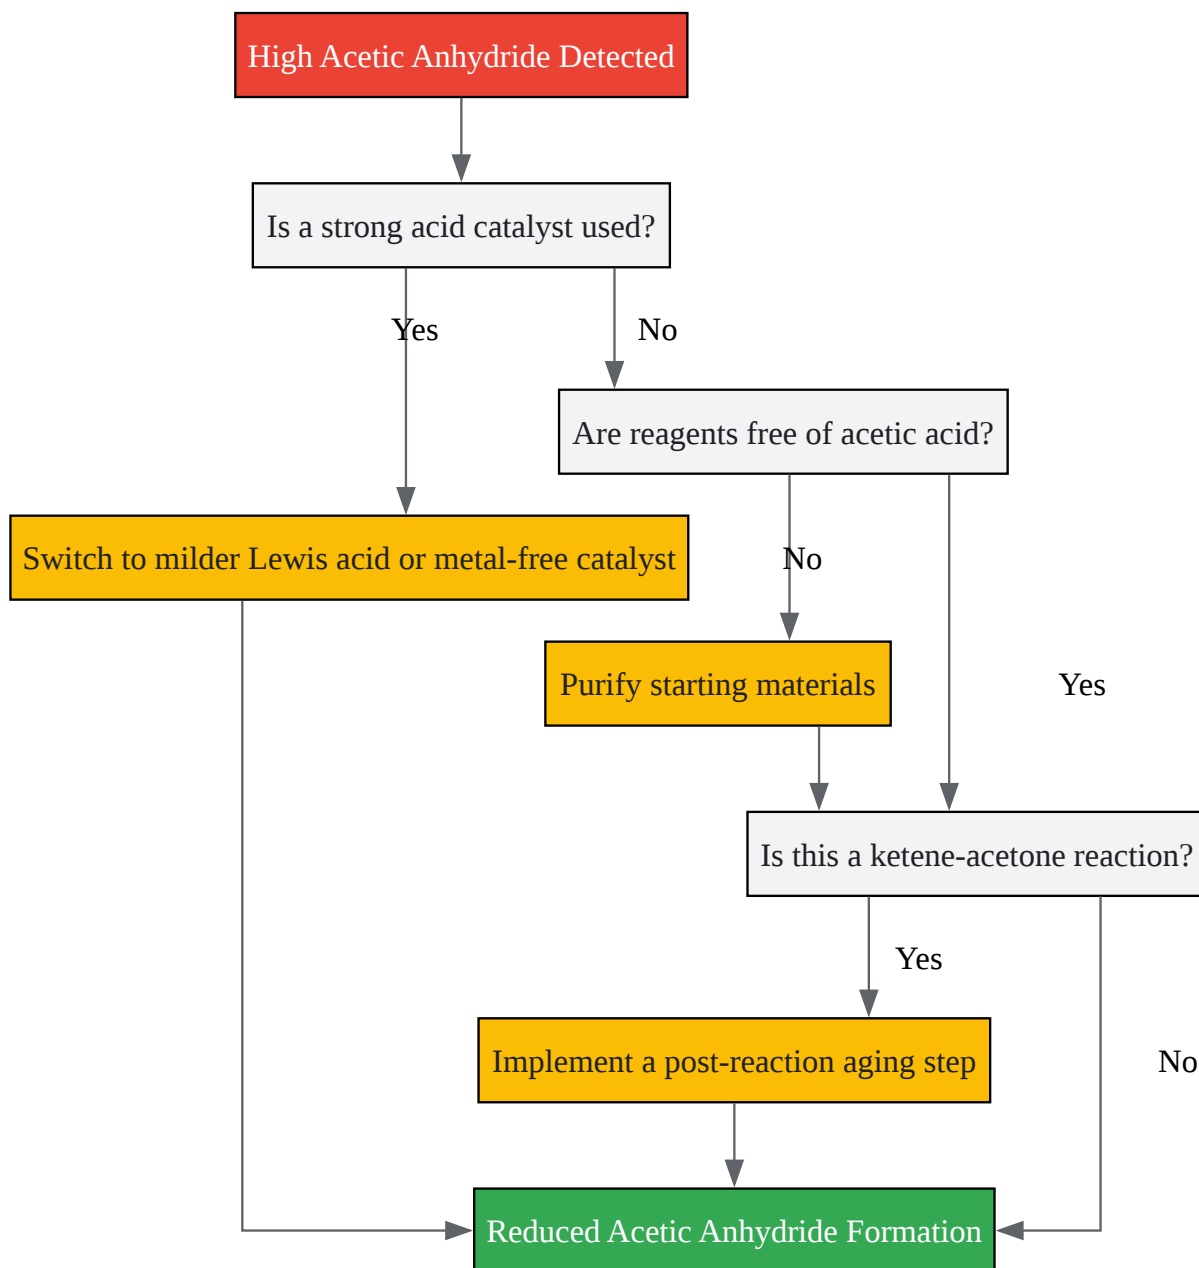 High Acetic Anhydride Detected
Is a strong acid catalyst used?
Yes
No
Are reagents free of acetic acid?
Switch to milder Lewis acid or metal-free catalyst
No
Purify starting materials
Yes
Is this a ketene-acetone reaction?
Yes
Implement a post-reaction aging step
No
Reduced Acetic Anhydride Formation